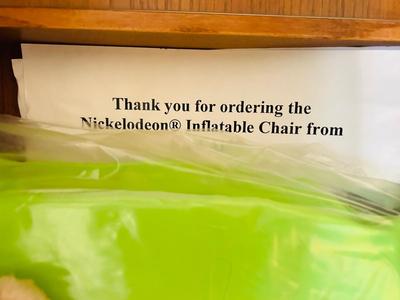 Thank you for ordering the
Nickelodeon® Inflatable Chair from